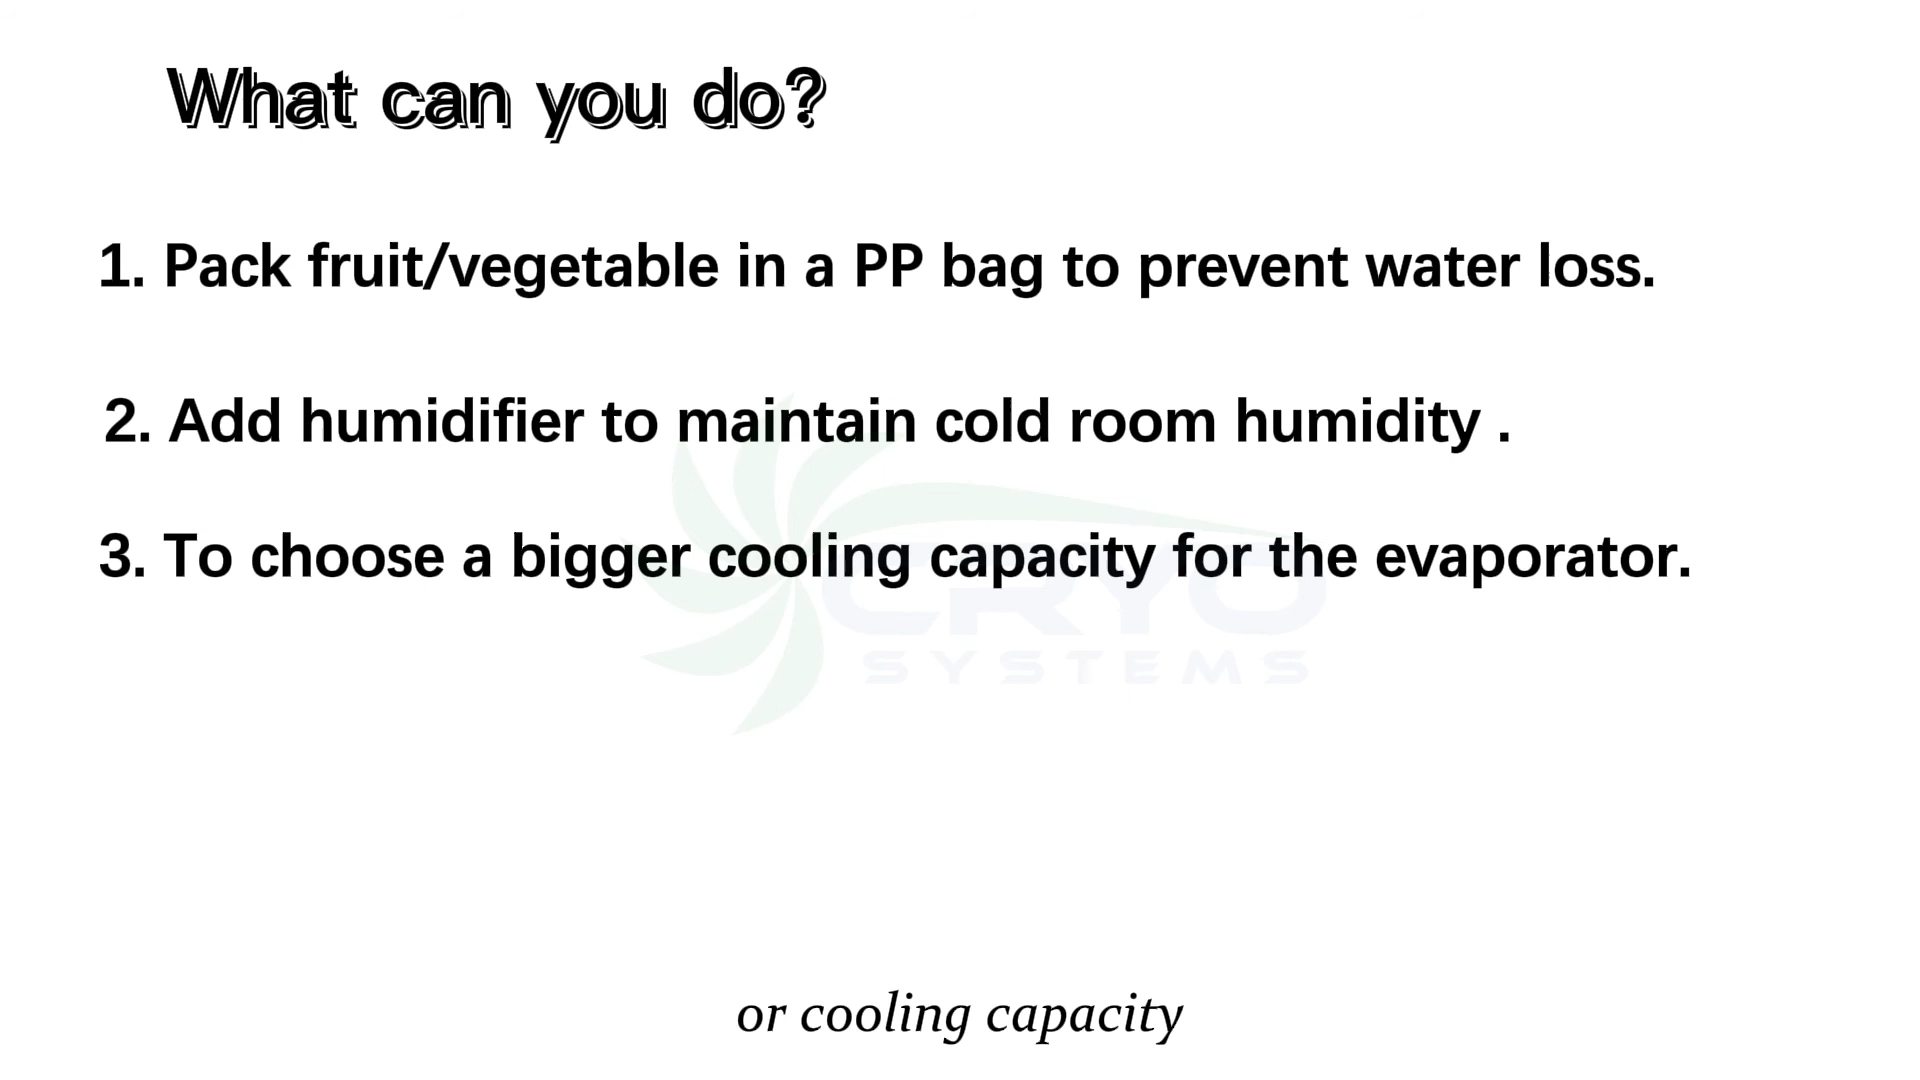 What can you do?
1. Pack fruit/vegetable in a PP bag to prevent water loss.
2. Add humidifier to maintain cold room humidity .
3. To choose a bigger cooling capacity for the evaporator.
CRYO
SYSTEMS
or cooling capacity